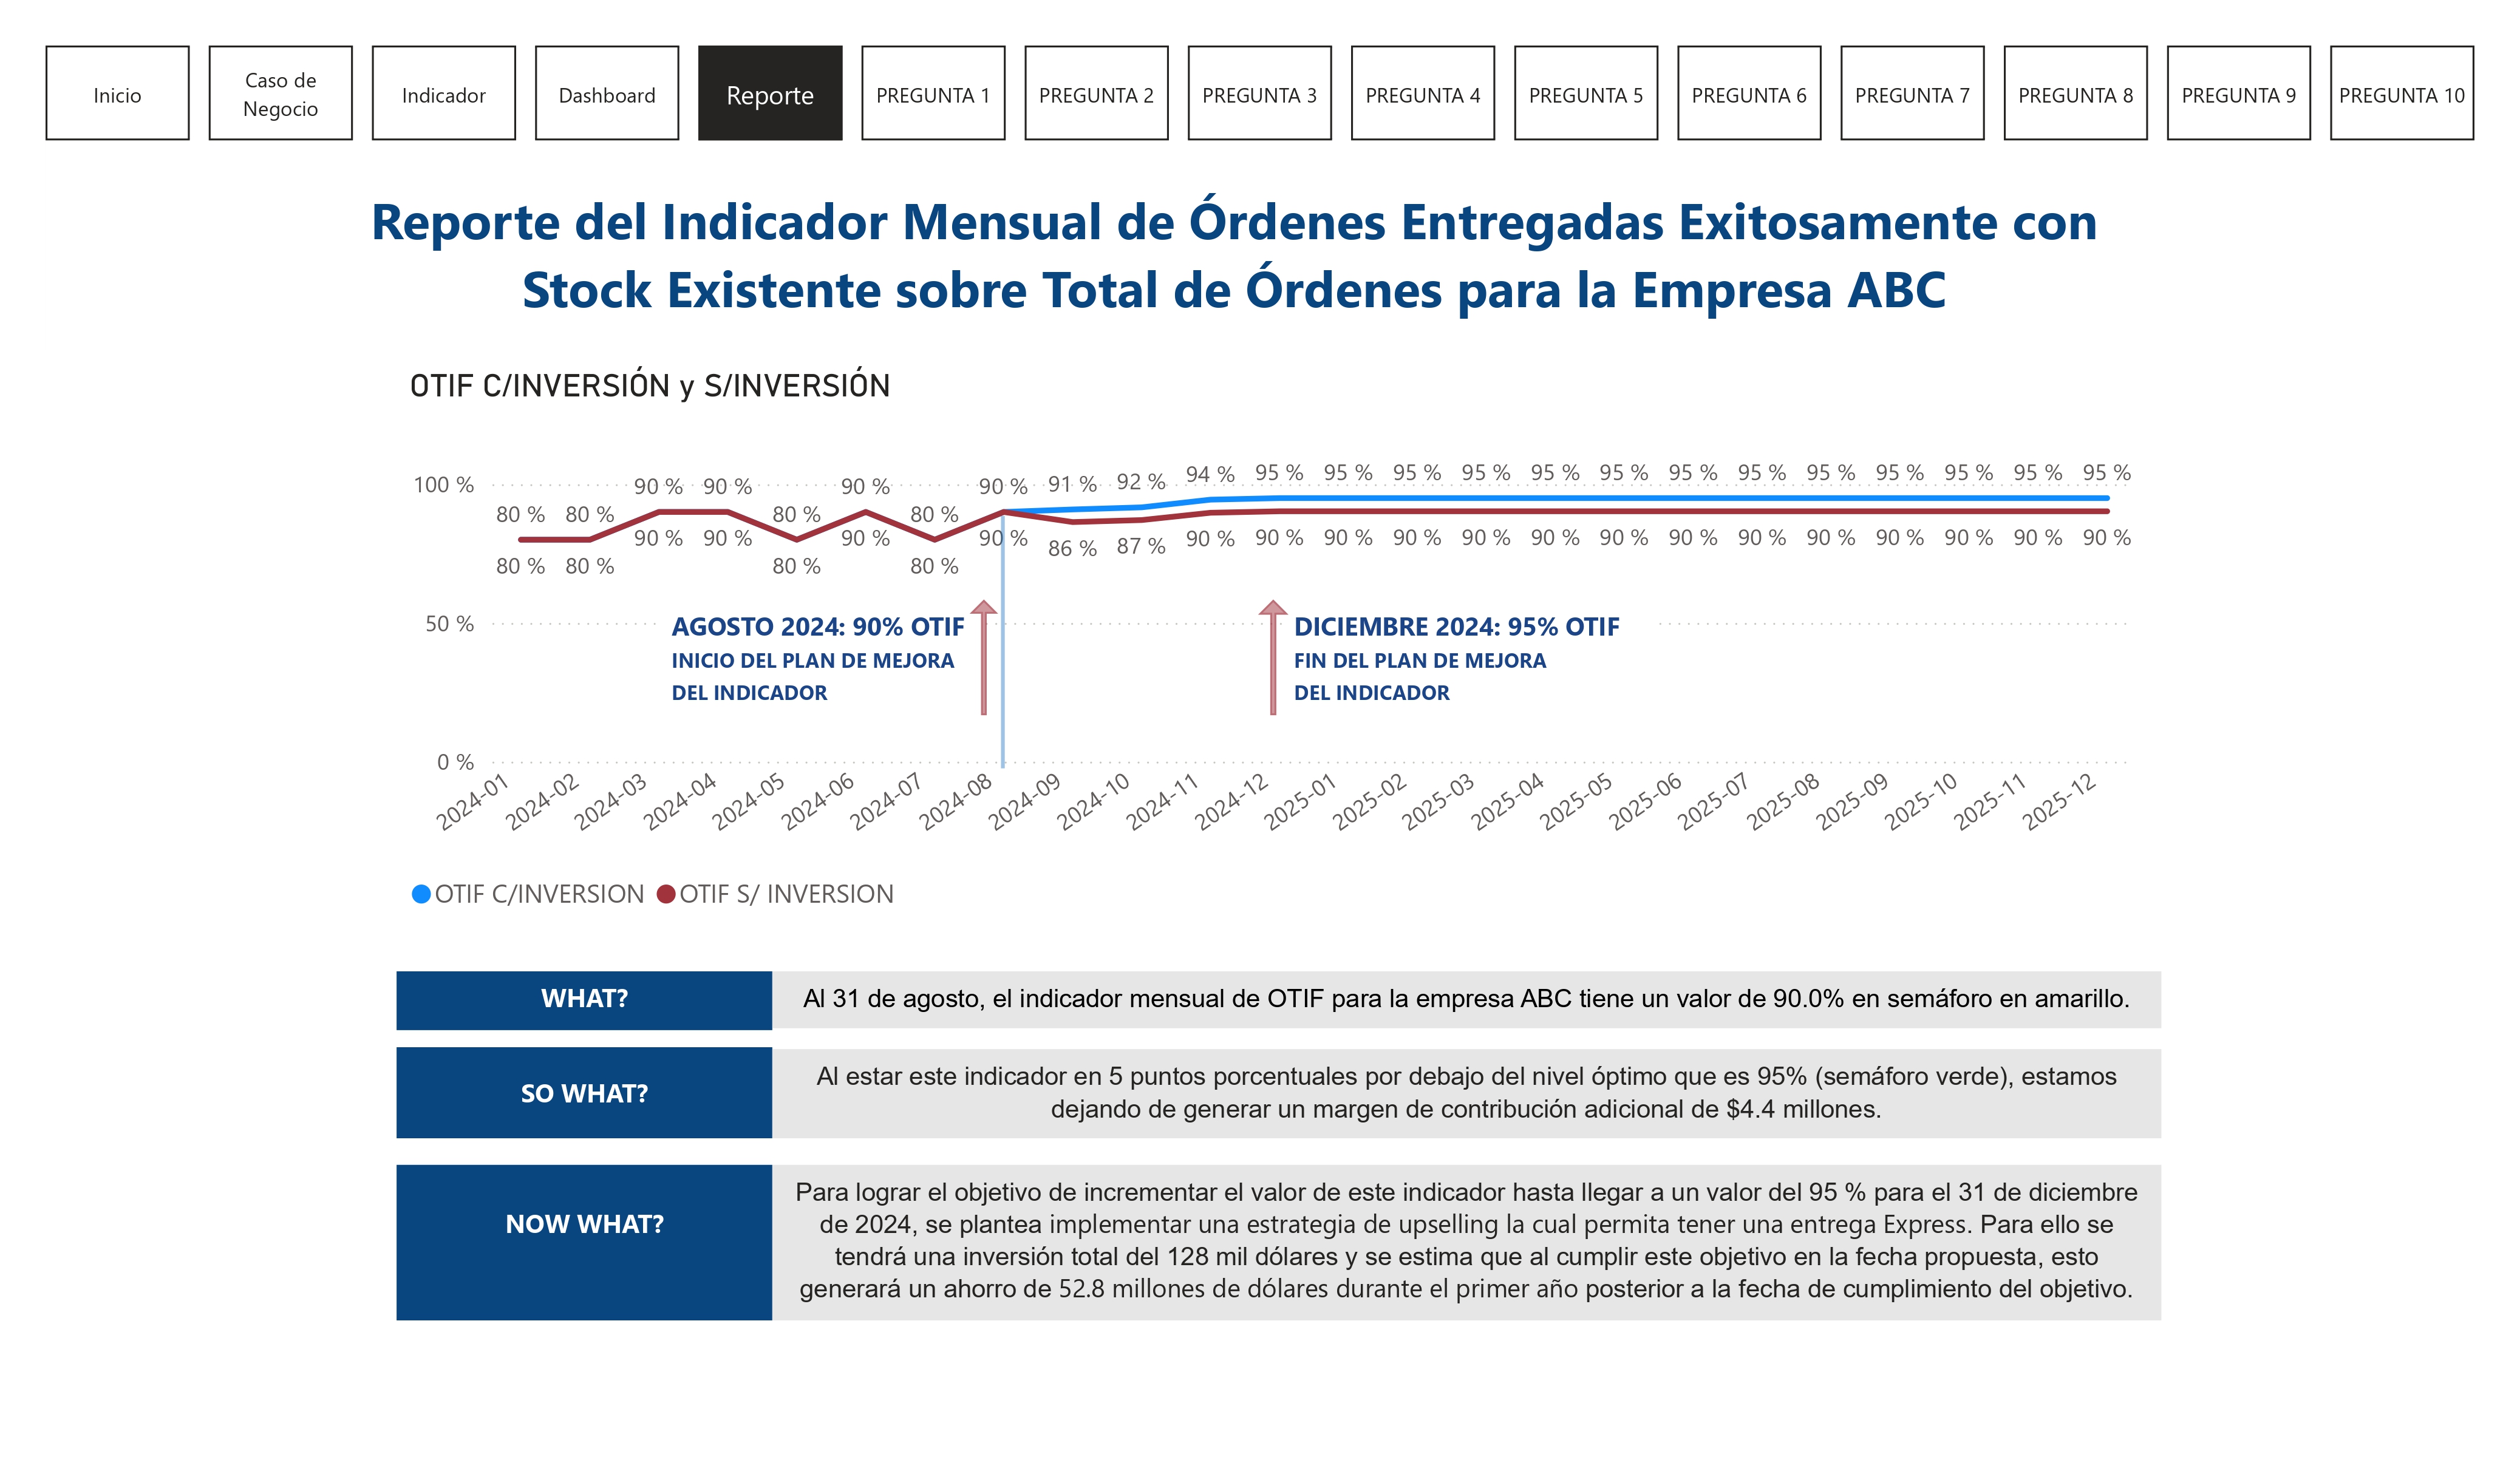 Inicio
Caso de
Negocio
Indicador
Dashboard
Reporte
PREGUNTA 1
PREGUNTA 2
PREGUNTA 3
PREGUNTA 4
PREGUNTA 5
PREGUNTA 6
PREGUNTA 7
PREGUNTA 8
PREGUNTA 9
PREGUNTA 10
Reporte del Indicador Mensual de Órdenes Entregadas Exitosamente con
Stock Existente sobre Total de Órdenes para la Empresa ABC
OTIF C/INVERSIÓN y S/INVERSIÓN
100 %
50 %
0 %
80 % 80 % 90 % 90 % 80 % 90 % 80 % 90 % 91 % 92 % 94 % 95 % 95 % 95 % 95 % 95 % 95 % 95 % 95 % 95 % 95 % 95 % 95 % 95 %
80 % 80 % 90 % 90 % 80 % 90 % 80 % 90 % 86 % 87 % 90 % 90 % 90 % 90 % 90 % 90 % 90 % 90 % 90 % 90 % 90 % 90 % 90 % 90 %
AGOSTO 2024: 90% OTIF
INICIO DEL PLAN DE MEJORA
DEL INDICADOR
DICIEMBRE 2024: 95% OTIF
FIN DEL PLAN DE MEJORA
DEL INDICADOR
2024-01 2024-02 2024-03 2024-04 2024-05 2024-06 2024-07 2024-08 2024-09 2024-10 2024-11 2024-12 2025-01 2025-02 2025-03 2025-04 2025-05 2025-06 2025-07 2025-08 2025-09 2025-10 2025-11 2025-12
OTIF C/INVERSION OTIF S/ INVERSION
WHAT?
Al 31 de agosto, el indicador mensual de OTIF para la empresa ABC tiene un valor de 90.0% en semáforo en amarillo.
SO WHAT?
Al estar este indicador en 5 puntos porcentuales por debajo del nivel óptimo que es 95% (semáforo verde), estamos
dejando de generar un margen de contribución adicional de $4.4 millones.
NOW WHAT?
Para lograr el objetivo de incrementar el valor de este indicador hasta llegar a un valor del 95 % para el 31 de diciembre
de 2024, se plantea implementar una estrategia de upselling la cual permita tener una entrega Express. Para ello se
tendrá una inversión total del 128 mil dólares y se estima que al cumplir este objetivo en la fecha propuesta, esto
generará un ahorro de 52.8 millones de dólares durante el primer año posterior a la fecha de cumplimiento del objetivo.